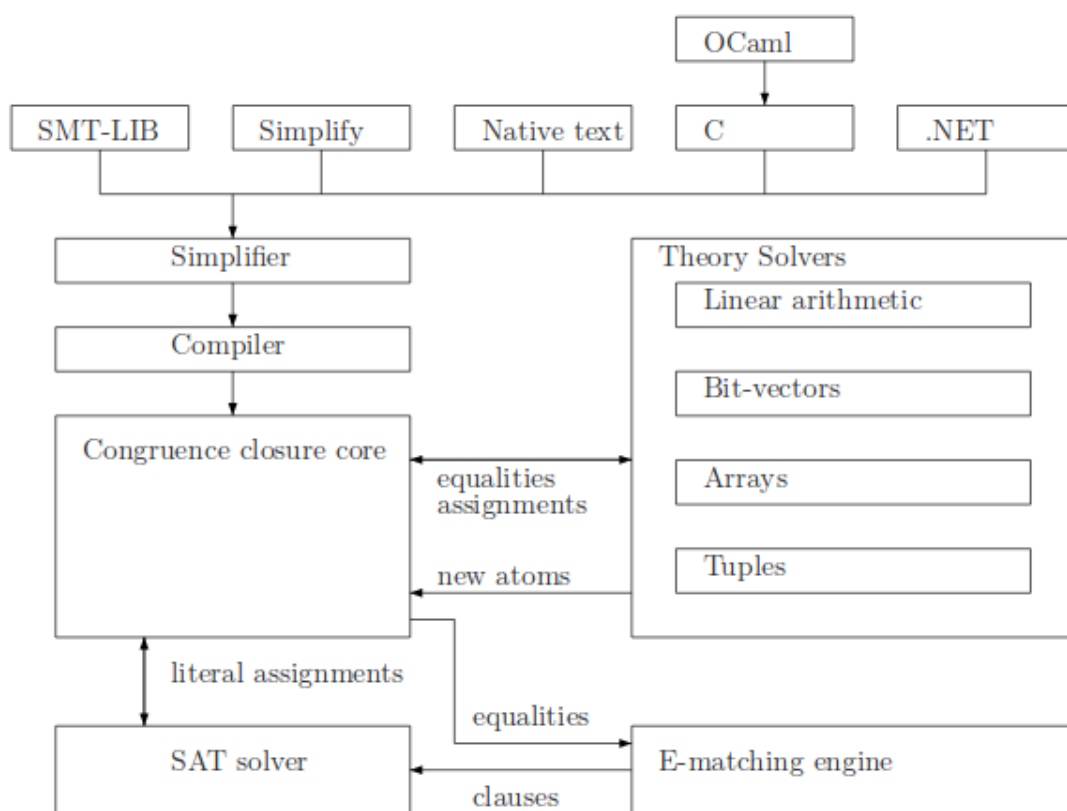 OCaml
SMT-LIB
Simplify
Native text
C
.NET
Simplifier
Theory Solvers
Linear arithmetic
Compiler
Bit-vectors
Congruence closure core
equalities
assignments
Arrays
new atoms
Tuples
literal assignments
equalities
SAT solver
E-matching engine
clauses